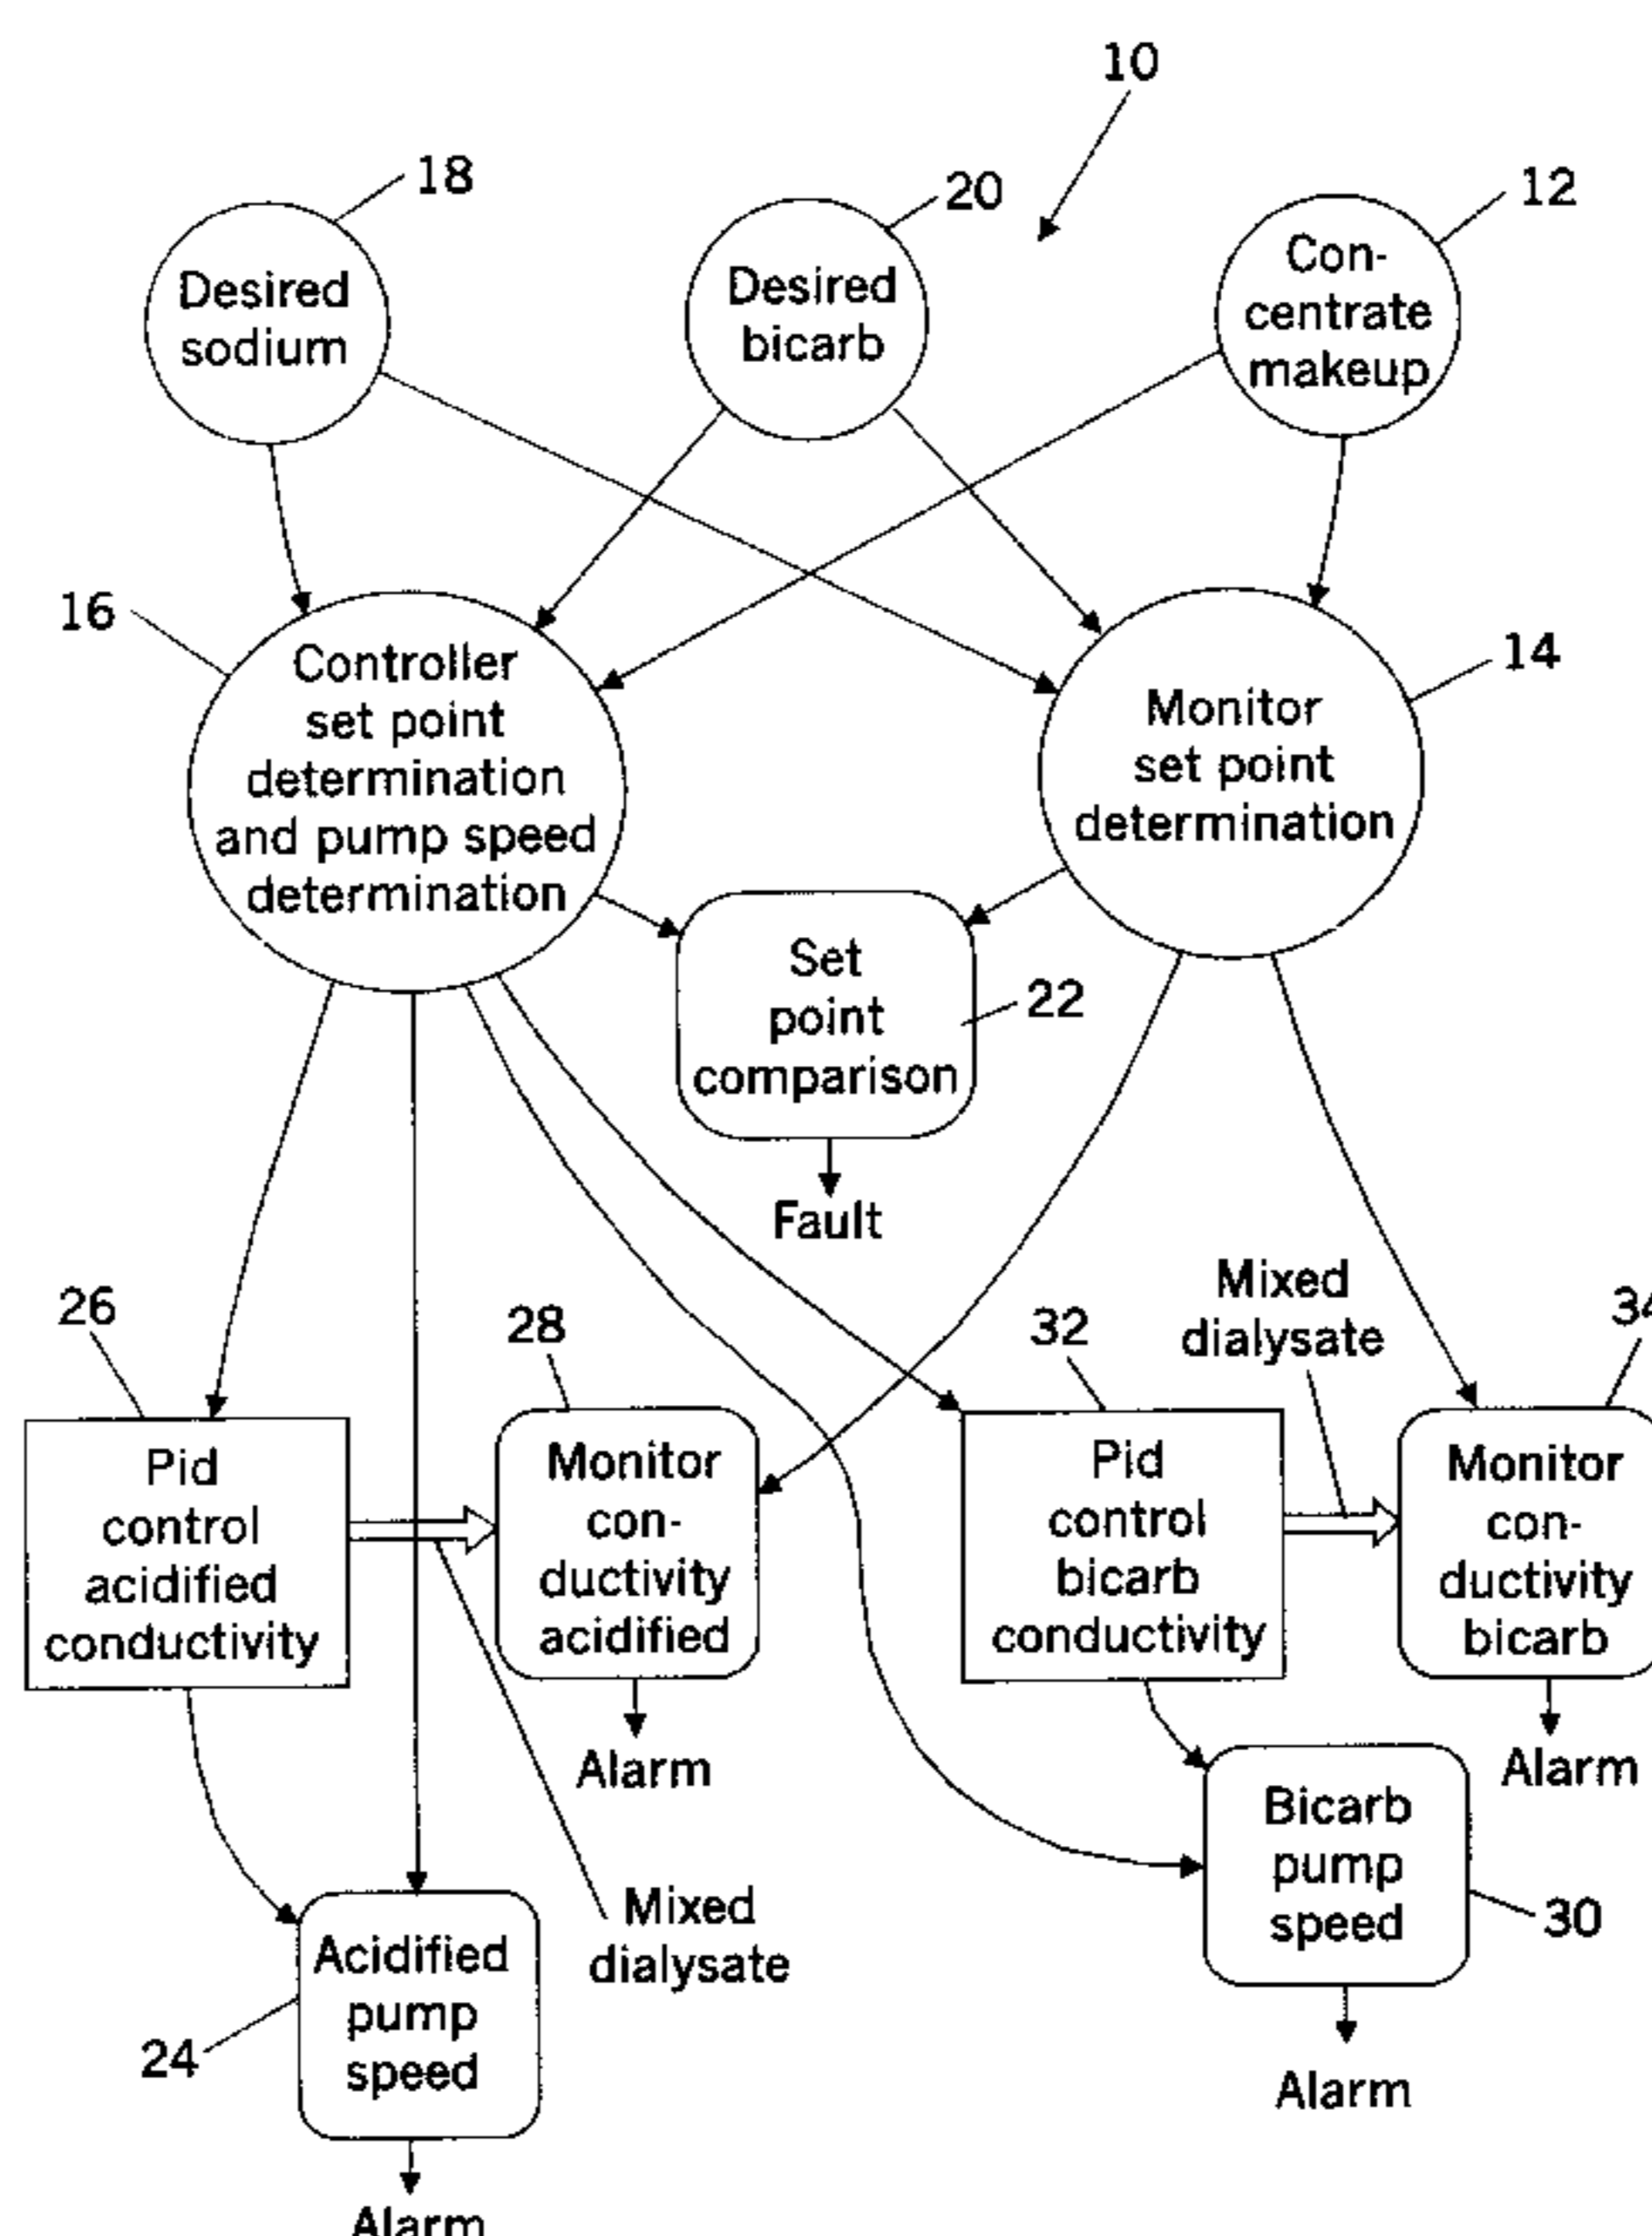 10
18
20
12
Desired
sodium
Desired
bicarb
Con-
centrate
makeup
16
Controller
set point
determination
and pump speed
determination
14
Monitor
set point
determination
Set
point
comparison
22
Fault
26
28
32
Mixed
dialysate
34
Pid
control
acidified
conductivity
Monitor
con-
ductivity
acidified
Pid
control
bicarb
conductivity
Monitor
con-
ductivity
bicarb
Alarm
Alarm
Bicarb
pump
speed
30
Mixed
dialysate
Acidified
pump
speed
24
Alarm
Alarm